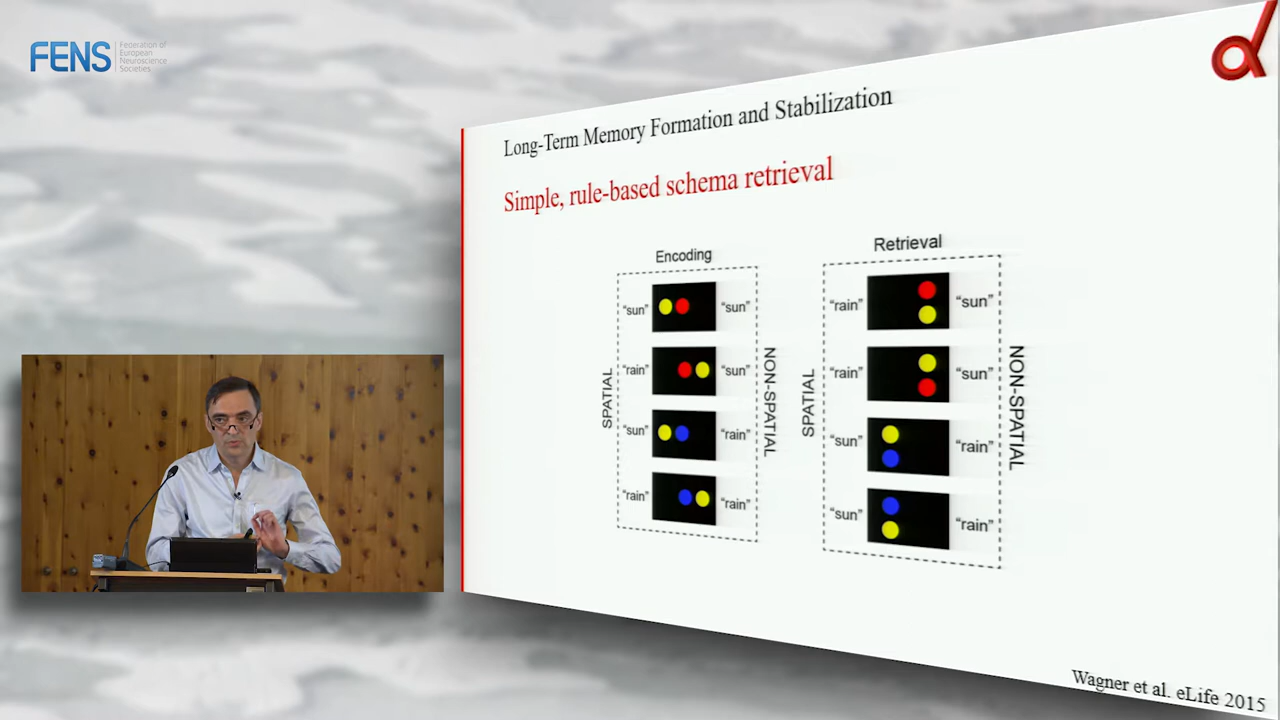 FENS
Federation of
European
Neuroscience
Societies
Long-Term Memory Formation and Stabilization
Simple, rule-based schema retrieval
Encoding
Retrieval
SPATIAL
“sun” “sun”
“rain” “sun”
“sun” “rain”
“rain” “rain”
NON-SPATIAL
SPATIAL
“rain” “sun”
“rain” “sun”
“sun” “rain”
“sun” “rain”
NON-SPATIAL
Wagner et al. eLife 2015